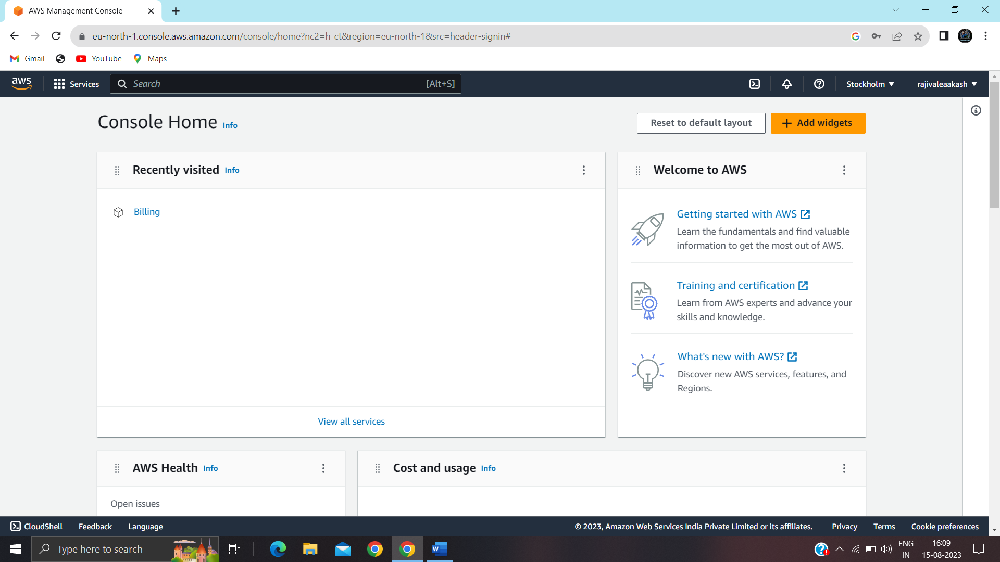 AWS Management Console
eu-north-1.console.aws.amazon.com/console/home?nc2=h_ct&region=eu-north-1&src=header-signin#
Gmail YouTube Maps
aws Services Search [Alt+S] Stockholm rajivaleaakash
Console Home Info Reset to default layout Add widgets
Recently visited Info
Billing
View all services
Welcome to AWS
Getting started with AWS
Learn the fundamentals and find valuable
information to get the most out of AWS.
Training and certification
Learn from AWS experts and advance your
skills and knowledge.
What's new with AWS?
Discover new AWS services, features, and
Regions.
AWS Health Info
Open issues
Cost and usage Info
CloudShell Feedback Language © 2023, Amazon Web Services India Private Limited or its affiliates. Privacy Terms Cookie preferences
Type here to search
ENG
IN
16:09
15-08-2023